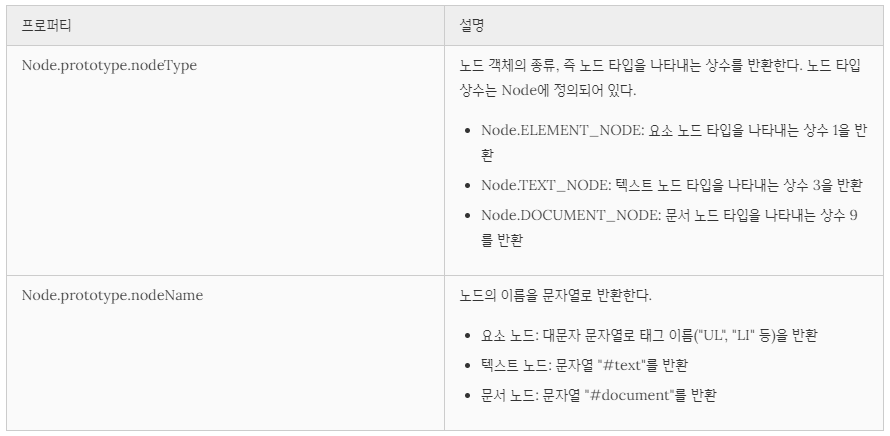 프로퍼티
설명
Node.prototype.nodeType
노드 객체의 종류, 즉 노드 타입을 나타내는 상수를 반환한다. 노드 타입
상수는 Node에 정의되어 있다.
• Node.ELEMENT_NODE: 요소 노드 타입을 나타내는 상수 1을 반
환
• Node.TEXT_NODE: 텍스트 노드 타입을 나타내는 상수 3을 반환
• Node.DOCUMENT_NODE: 문서 노드 타입을 나타내는 상수 9
를 반환
Node.prototype.nodeName
노드의 이름을 문자열로 반환한다.
• 요소 노드: 대문자 문자열로 태그 이름("UL", "LI" 등)을 반환
• 텍스트 노드: 문자열 "#text"를 반환
• 문서 노드: 문자열 "#document"를 반환